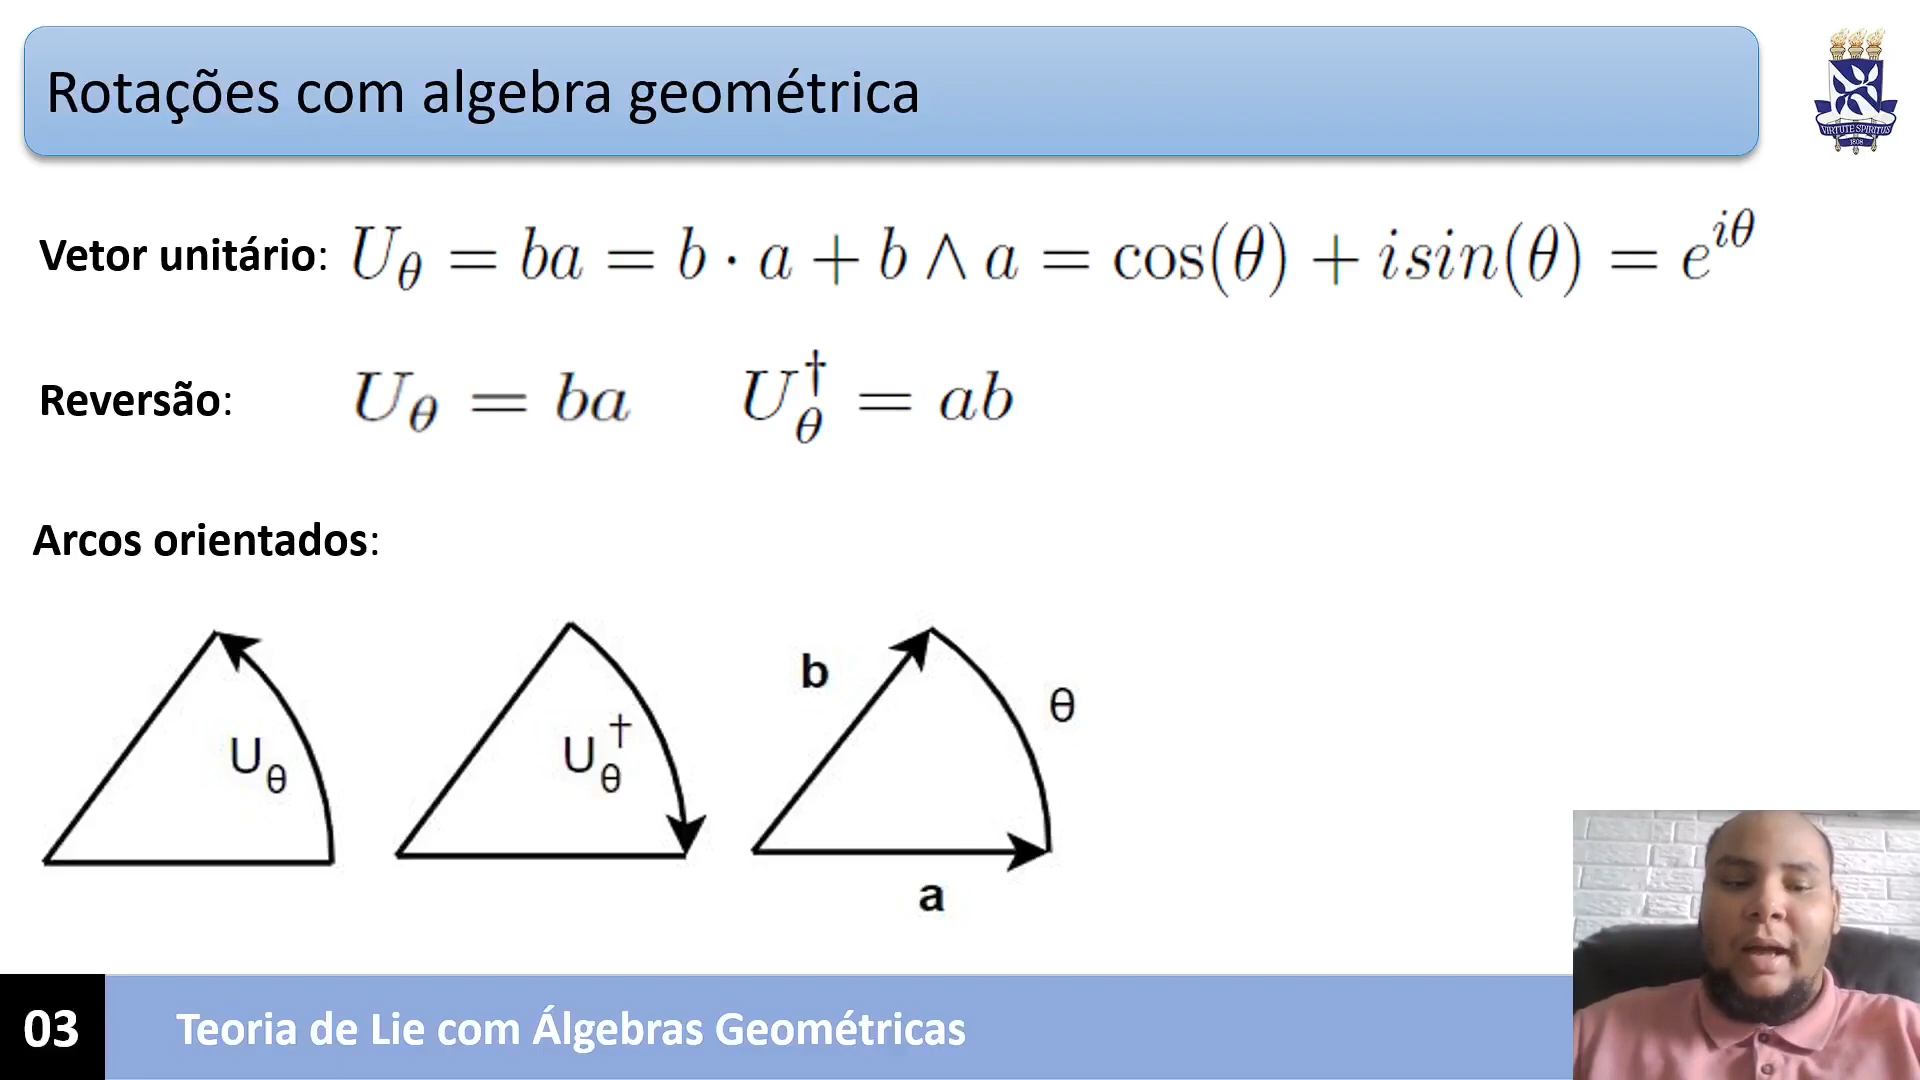 Rotações com algebra geométrica
VIRTUTE SPIRITUS
1808
Vetor unitário: U_θ = ba = b · a + b ∧ a = cos(θ) + isin(θ) = e^{iθ}
Reversão: U_θ = ba U_θ^† = ab
Arcos orientados:
U_θ U_θ^† b θ
a
03 Teoria de Lie com Álgebras Geométricas